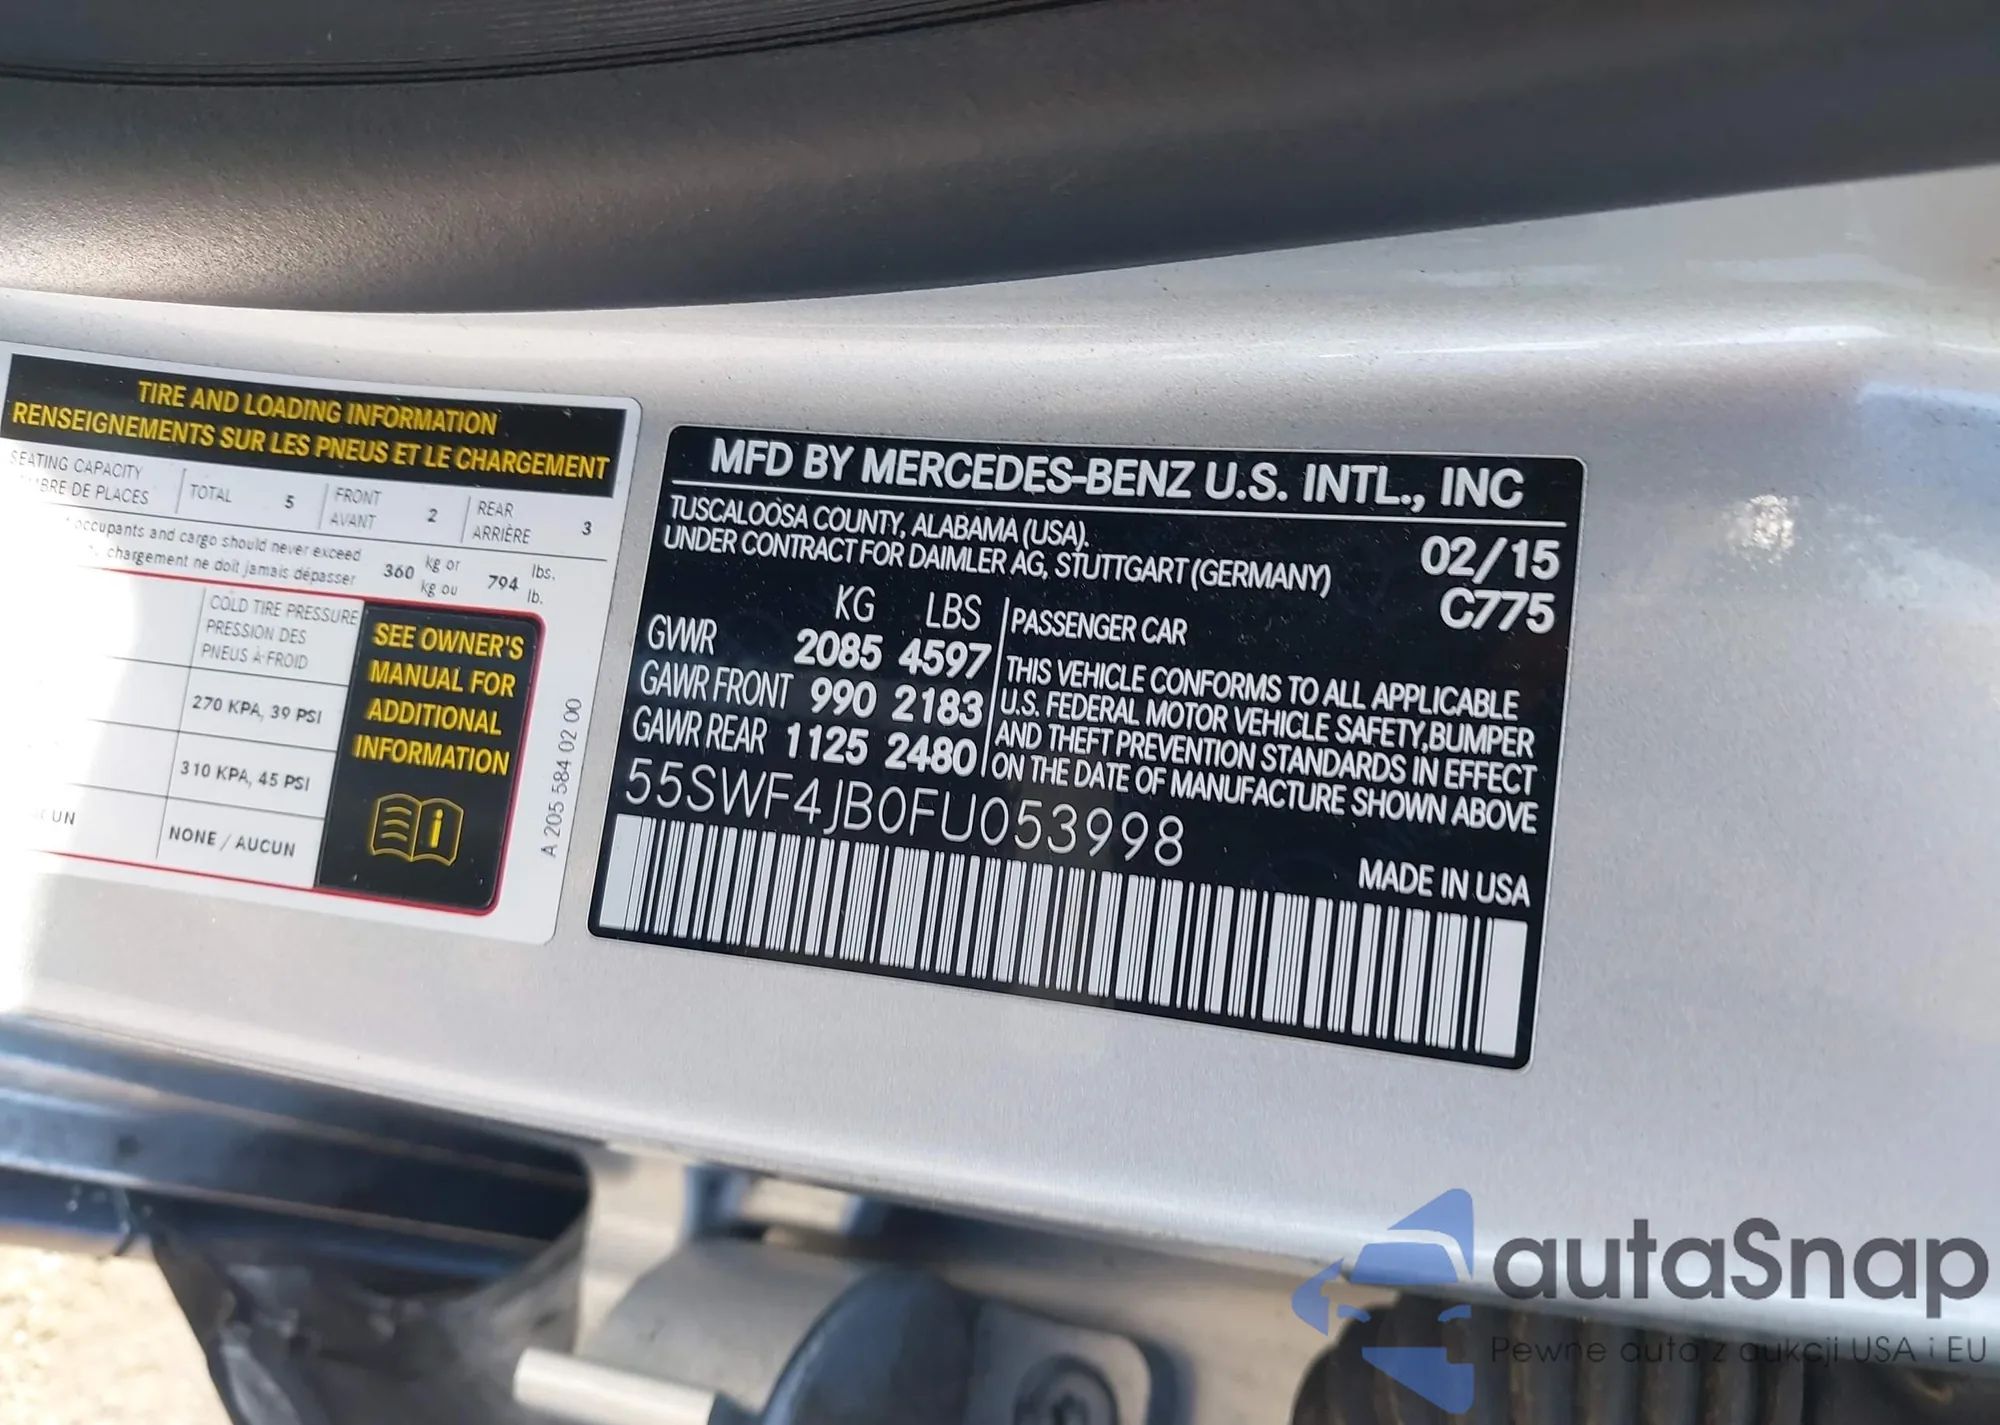 TIRE AND LOADING INFORMATION
RENSEIGNEMENTS SUR LES PNEUS ET LE CHARGEMENT
SEATING CAPACITY
DE PLACES
TOTAL 5
FRONT
AVANT 2
REAR
ARRIÈRE 3
occupants and cargo should never exceed
chargement ne doit jamais dépasser
360 kg or
kg ou
794 lbs.
lb.
COLD TIRE PRESSURE
PRESSION DES
PNEUS À FROID
270 KPA, 39 PSI
310 KPA, 45 PSI
NONE / AUCUN
SEE OWNER'S
MANUAL FOR
ADDITIONAL
INFORMATION
A 205 584 02 00
MFD BY MERCEDES-BENZ U.S. INTL., INC
TUSCALOOSA COUNTY, ALABAMA (USA).
UNDER CONTRACT FOR DAIMLER AG, STUTTGART (GERMANY)
02/15
C775
KG LBS
GVWR 2085 4597
GAWR FRONT 990 2183
GAWR REAR 1125 2480
PASSENGER CAR
THIS VEHICLE CONFORMS TO ALL APPLICABLE
U.S. FEDERAL MOTOR VEHICLE SAFETY, BUMPER
AND THEFT PREVENTION STANDARDS IN EFFECT
ON THE DATE OF MANUFACTURE SHOWN ABOVE
55SWF4JB0FU053998
MADE IN USA
autaSnap
Pewne auta z aukcji USA i EU